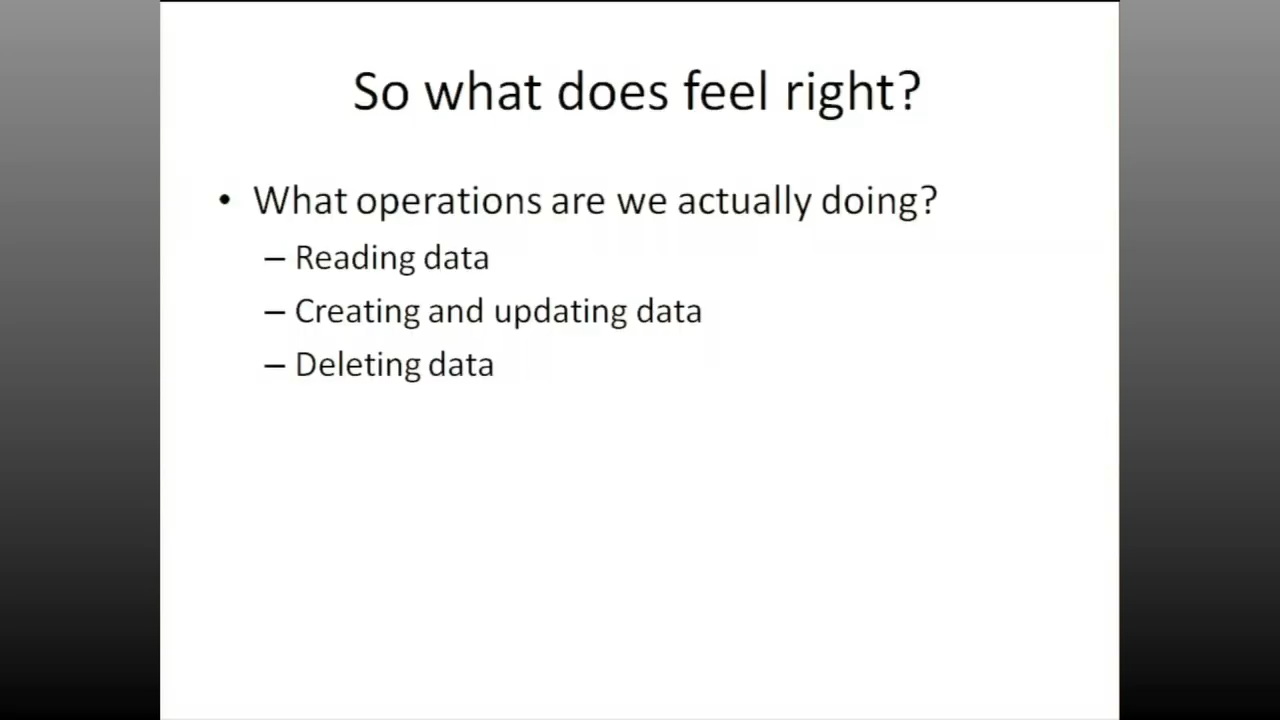 So what does feel right?
• What operations are we actually doing?
– Reading data
– Creating and updating data
– Deleting data